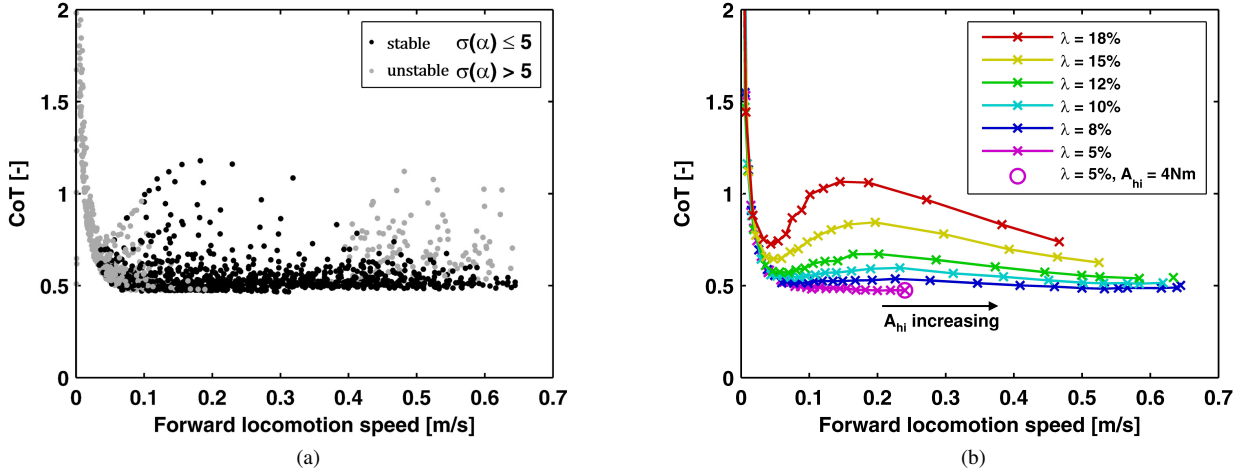 2
1.5
1
0.5
0
CoT [-]
0 0.1 0.2 0.3 0.4 0.5 0.6 0.7
Forward locomotion speed [m/s]
stable σ(α) ≤ 5
unstable σ(α) > 5
(a)
2
1.5
1
0.5
0
CoT [-]
0 0.1 0.2 0.3 0.4 0.5 0.6 0.7
Forward locomotion speed [m/s]
λ = 18%
λ = 15%
λ = 12%
λ = 10%
λ = 8%
λ = 5%
λ = 5%, A_hi = 4Nm
A_hi increasing
(b)